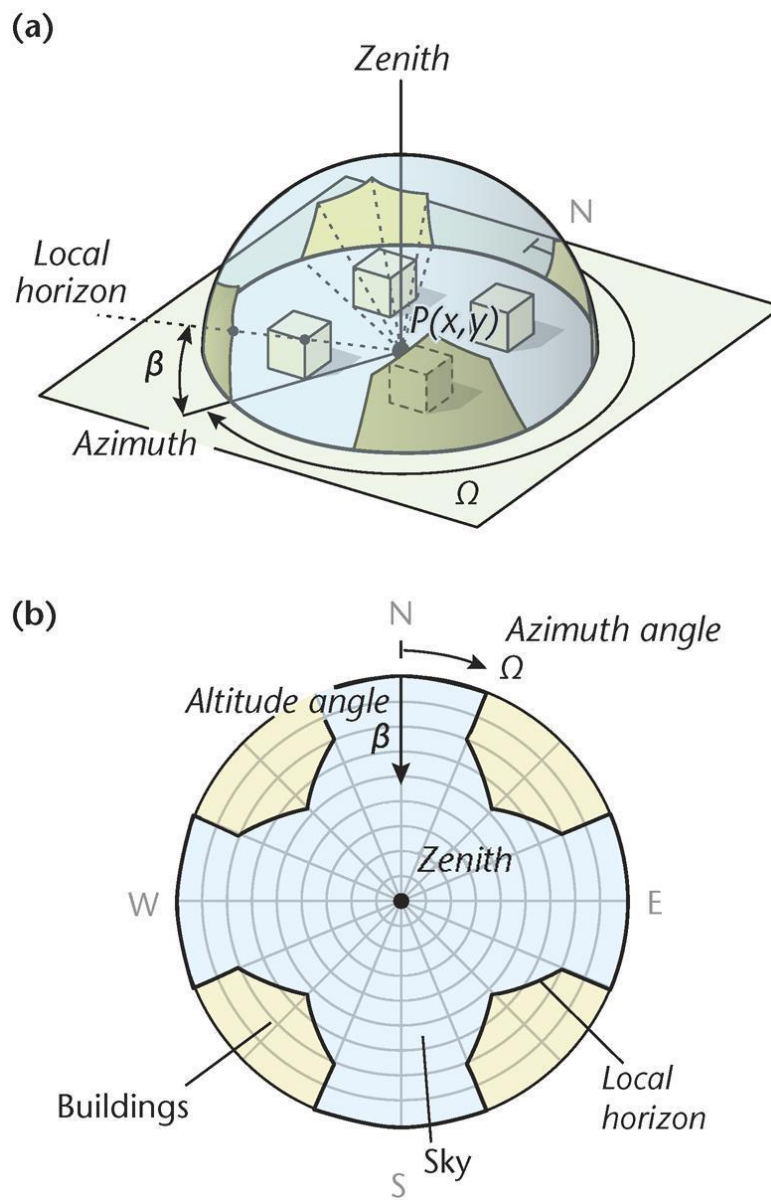 (a)
Zenith
N
Local
horizon
P(x,y)
β
Azimuth
Ω
(b)
N
Azimuth angle
Ω
Altitude angle
β
Zenith
W
E
Buildings
Local
horizon
Sky
S